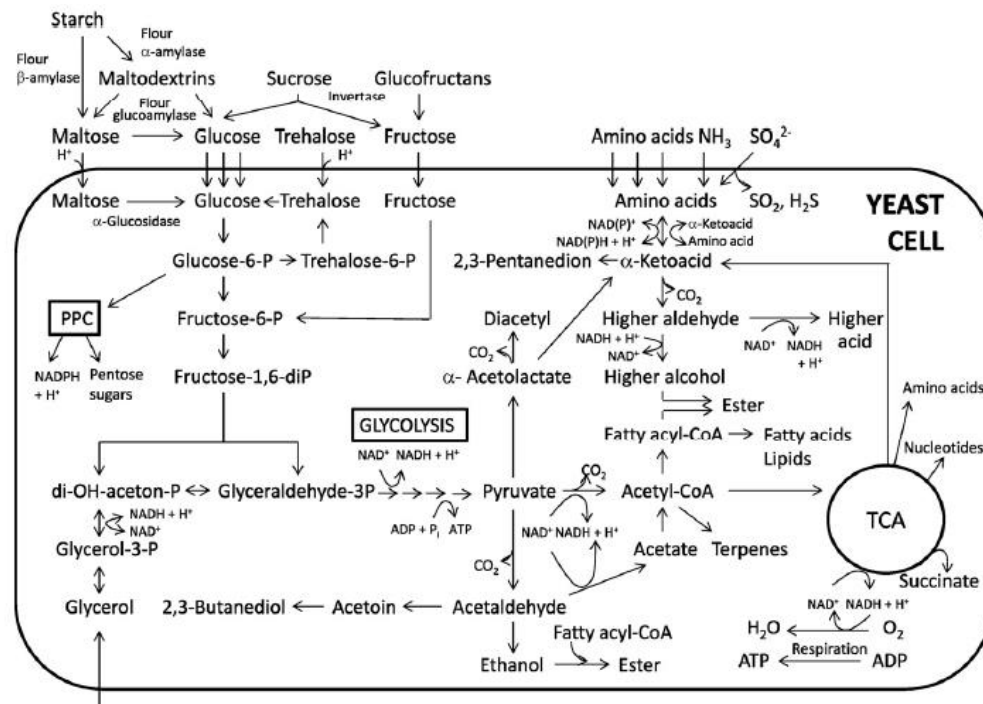 Starch
Flour
α-amylase
Flour
β-amylase
Maltodextrins
Sucrose
Glucofructans
Flour
glucoamylase
Invertase
Maltose
Glucose
Trehalose
Fructose
Amino acids NH₃
SO₄²⁻
H⁺
H⁺
Maltose
Glucose
Trehalose
Fructose
Amino acids
SO₂, H₂S
YEAST
CELL
α-Glucosidase
NAD(P)⁺
α-Ketoacid
NAD(P)H + H⁺
Amino acid
Glucose-6-P
Trehalose-6-P
2,3-Pentanedion
α-Ketoacid
CO₂
PPC
Fructose-6-P
Diacetyl
Higher aldehyde
Higher
acid
NADH + H⁺
NAD⁺
NAD⁺
NADH
+ H⁺
CO₂
NADPH
+ H⁺
Pentose
sugars
Fructose-1,6-diP
α- Acetolactate
Higher alcohol
Amino acids
Ester
GLYCOLYSIS
Fatty acyl-CoA
Fatty acids
Lipids
Nucleotides
NAD⁺ NADH + H⁺
CO₂
di-OH-aceton-P
Glyceraldehyde-3P
Pyruvate
Acetyl-CoA
TCA
NADH + H⁺
NAD⁺
ADP + Pᵢ ATP
NAD⁺ NADH + H⁺
Glycerol-3-P
CO₂
Acetate
Terpenes
Succinate
Glycerol
2,3-Butanediol
Acetoin
Acetaldehyde
NAD⁺ NADH + H⁺
H₂O
O₂
Fatty acyl-CoA
Respiration
Ethanol
Ester
ATP
ADP